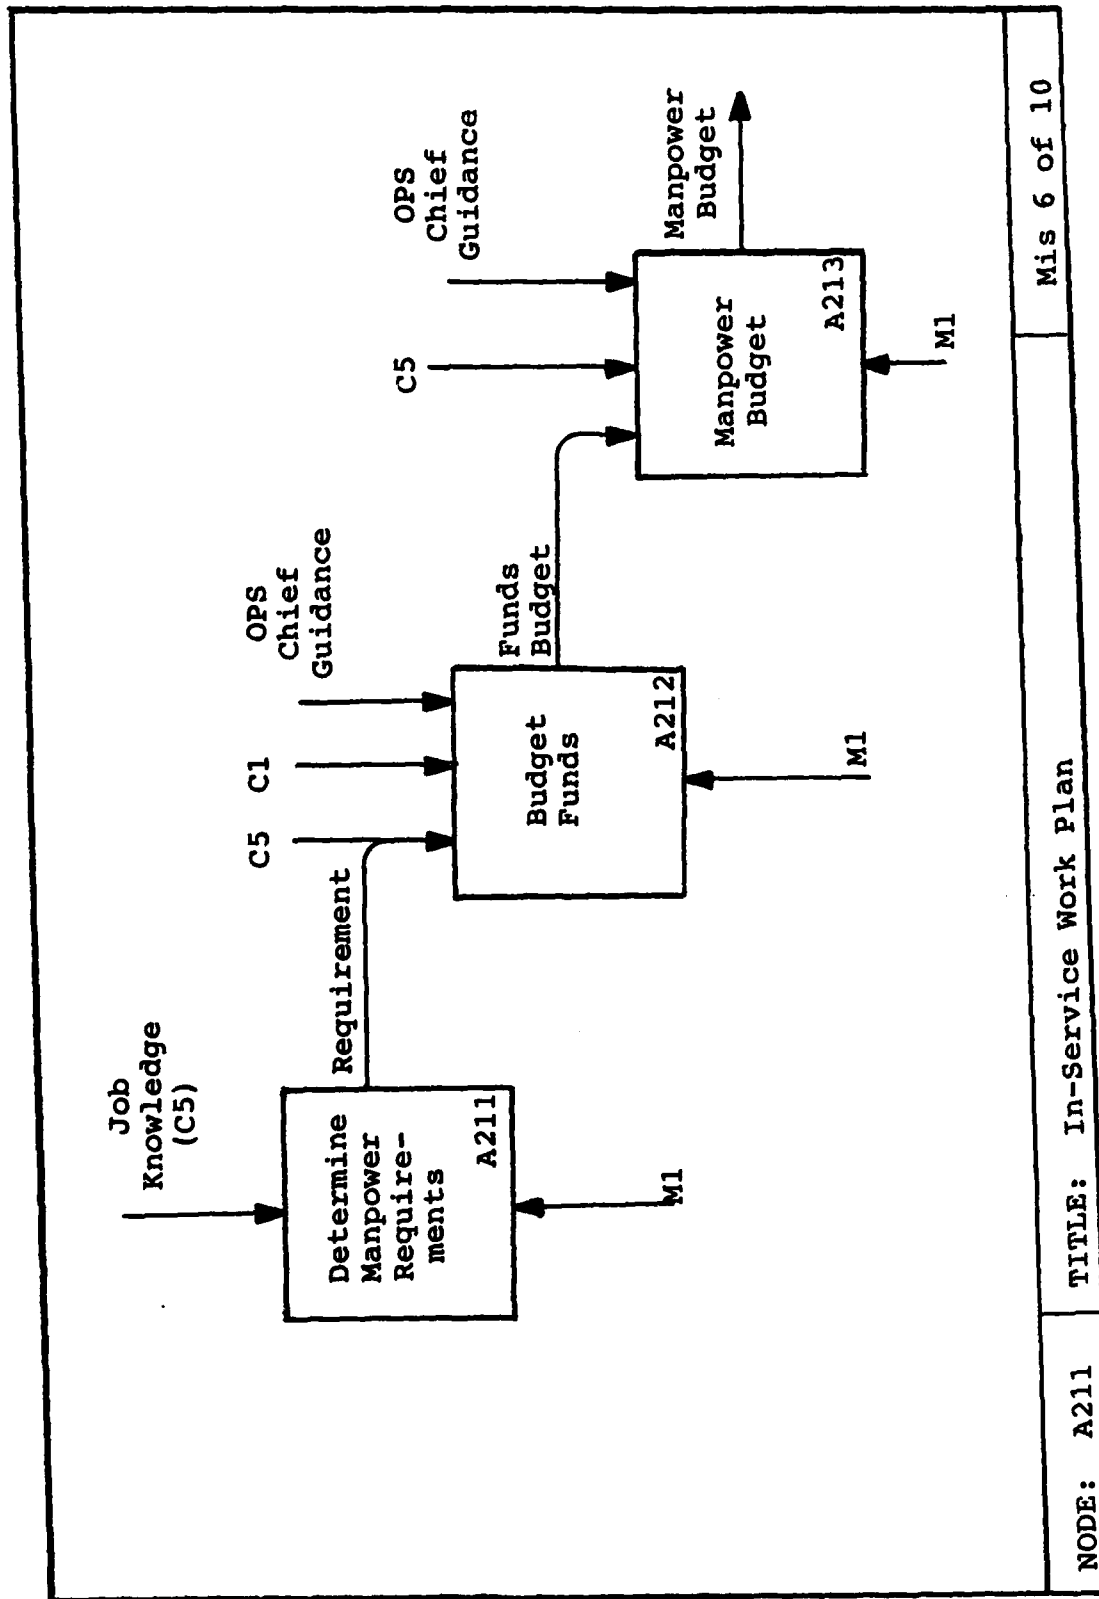 Job
Knowledge
(C5)
Determine
Manpower
Require-
ments
A211
M1
Requirement
C5
C1
OPS
Chief
Guidance
Budget
Funds
A212
M1
Funds
Budget
C5
OPS
Chief
Guidance
Manpower
Budget
A213
M1
Manpower
Budget
NODE: A211
TITLE: In-Service Work Plan
Mis 6 of 10